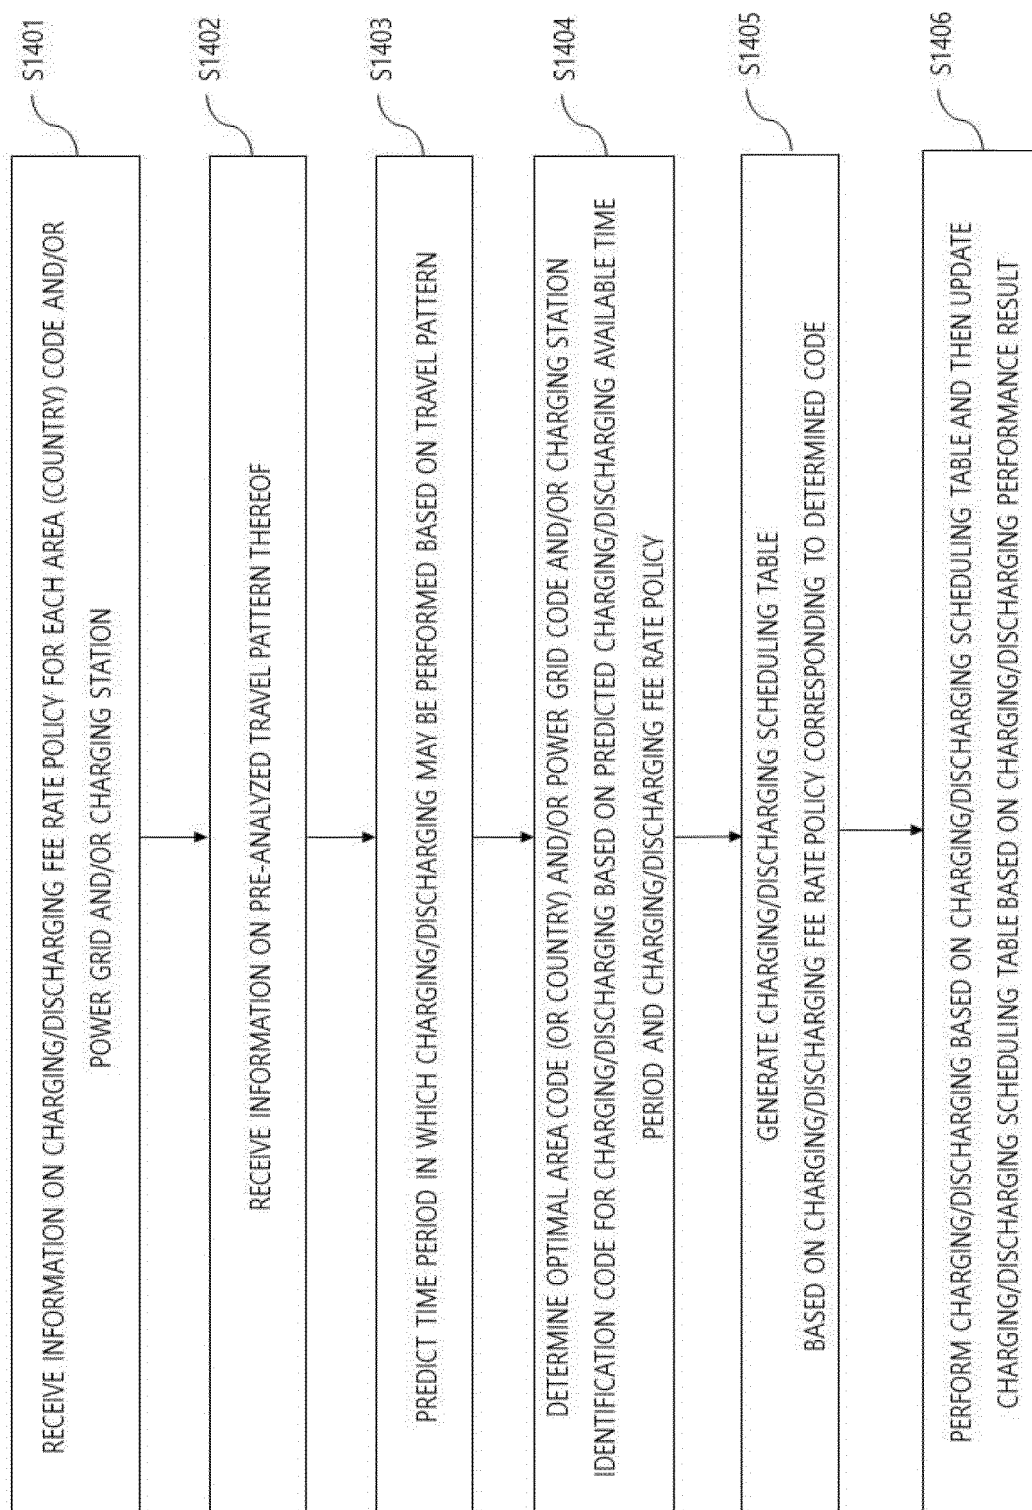 S1401
RECEIVE INFORMATION ON CHARGING/DISCHARGING FEE RATE POLICY FOR EACH AREA (COUNTRY) CODE AND/OR
POWER GRID AND/OR CHARGING STATION
S1402
RECEIVE INFORMATION ON PRE-ANALYZED TRAVEL PATTERN THEREOF
S1403
PREDICT TIME PERIOD IN WHICH CHARGING/DISCHARGING MAY BE PERFORMED BASED ON TRAVEL PATTERN
S1404
DETERMINE OPTIMAL AREA CODE (OR COUNTRY) AND/OR POWER GRID CODE AND/OR CHARGING STATION
IDENTIFICATION CODE FOR CHARGING/DISCHARGING BASED ON PREDICTED CHARGING/DISCHARGING AVAILABLE TIME
PERIOD AND CHARGING/DISCHARGING FEE RATE POLICY
S1405
GENERATE CHARGING/DISCHARGING SCHEDULING TABLE
BASED ON CHARGING/DISCHARGING FEE RATE POLICY CORRESPONDING TO DETERMINED CODE
S1406
PERFORM CHARGING/DISCHARGING BASED ON CHARGING/DISCHARGING SCHEDULING TABLE AND THEN UPDATE
CHARGING/DISCHARGING SCHEDULING TABLE BASED ON CHARGING/DISCHARGING PERFORMANCE RESULT